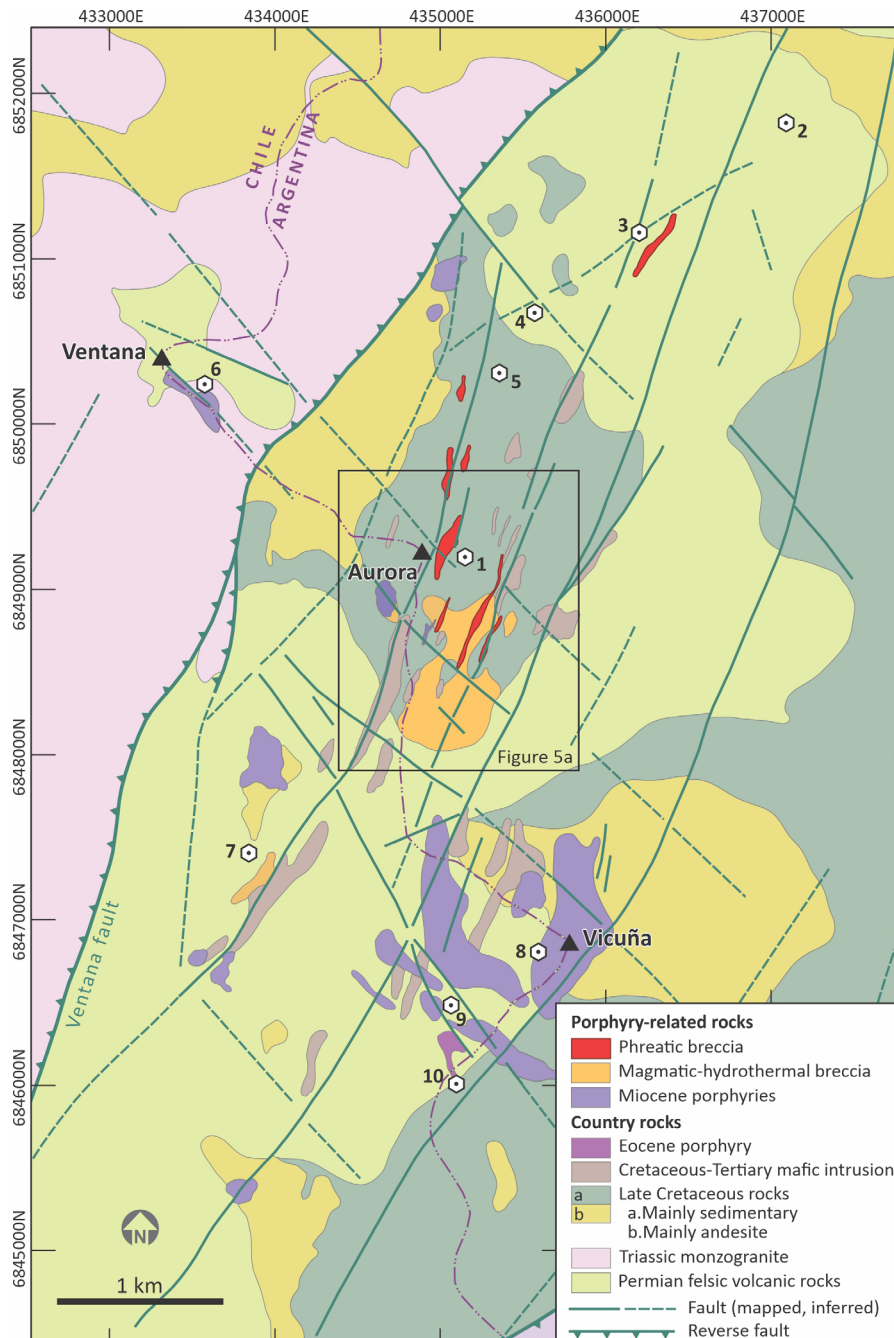 433000E
434000E
435000E
436000E
437000E
6852000N
6851000N
6850000N
6849000N
6848000N
6847000N
6846000N
6845000N
CHILE
ARGENTINA
2
3
4
5
Ventana
6
Aurora
1
Figure 5a
7
Ventana fault
8
Vicuña
9
10
N
1 km
Porphyry-related rocks
Phreatic breccia
Magmatic-hydrothermal breccia
Miocene porphyries
Country rocks
Eocene porphyry
Cretaceous-Tertiary mafic intrusion
a Late Cretaceous rocks
b a.Mainly sedimentary
b.Mainly andesite
Triassic monzogranite
Permian felsic volcanic rocks
Fault (mapped, inferred)
Reverse fault